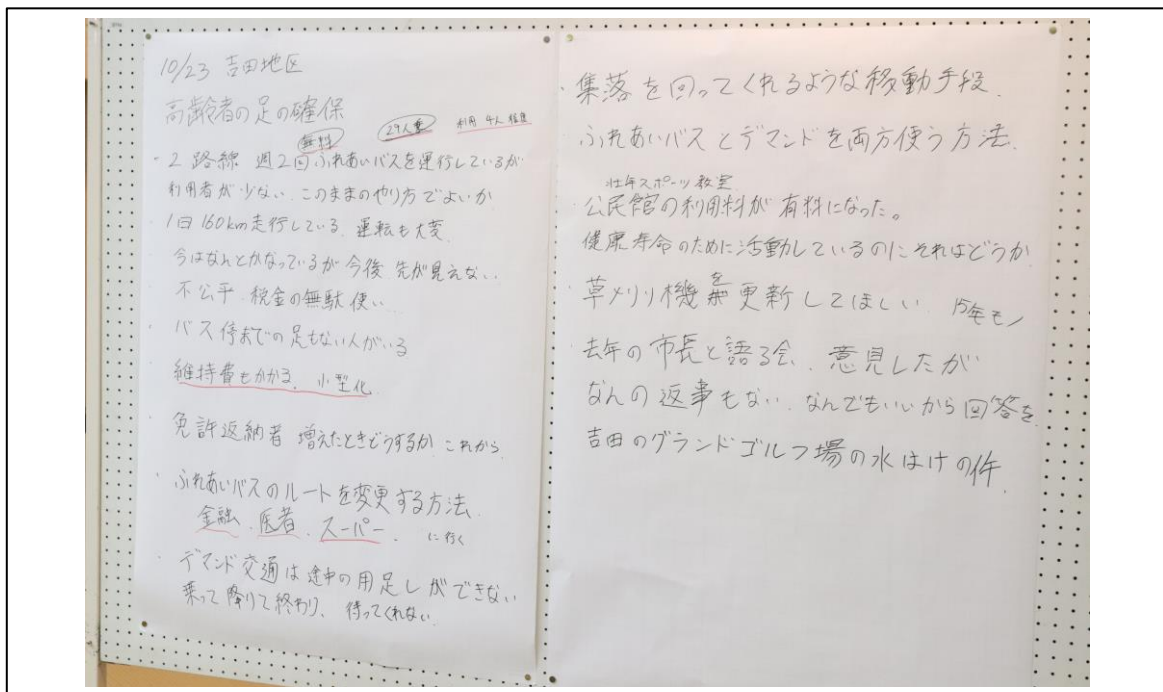 10/23 吉田地区
高齢者の足の確保
無料 29人乗 利用 4人程度
・2路線 週2回ふれあいバスを運行しているが
利用者が少ない このままのやり方でよいか
・1日160km走行している 運転も大変
今はなんとかなっているが 今後 先が見えない
不公平 税金の無駄使い
・バス停までの足もない人がいる
維持費もかかる。小型化
・免許返納者 増えたときどうするか これから
・ふれあいバスのルートを変更する方法
金融、医者、スーパー、に行く
・デマンド交通は途中の用足しができない
乗って降りて終わり、待ってくれない
・集落を回ってくれるような移動手段
ふれあいバスとデマンドを両方使う方法
壮年スポーツ教室
・公民館の利用料が有料になった。
健康寿命のために活動しているのにそれはどうか
・草メリリ機を更新してほしい 15年モノ
・去年の市長と語る会、意見したが
なんの返事もない、なんでもいいから回答を
・吉田のグランドゴルフ場の水はけの件